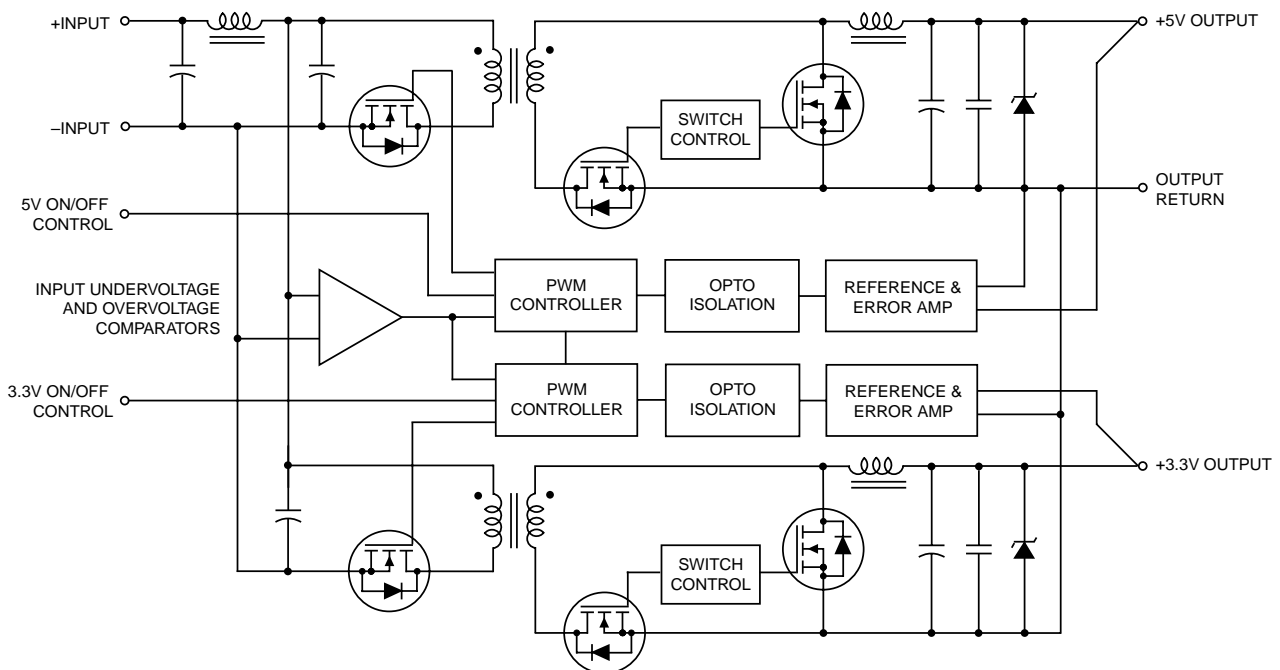 +INPUT
+5V OUTPUT
SWITCH
CONTROL
–INPUT
OUTPUT
RETURN
5V ON/OFF
CONTROL
INPUT UNDERVOLTAGE
AND OVERVOLTAGE
COMPARATORS
PWM
CONTROLLER
OPTO
ISOLATION
REFERENCE &
ERROR AMP
3.3V ON/OFF
CONTROL
PWM
CONTROLLER
OPTO
ISOLATION
REFERENCE &
ERROR AMP
+3.3V OUTPUT
SWITCH
CONTROL